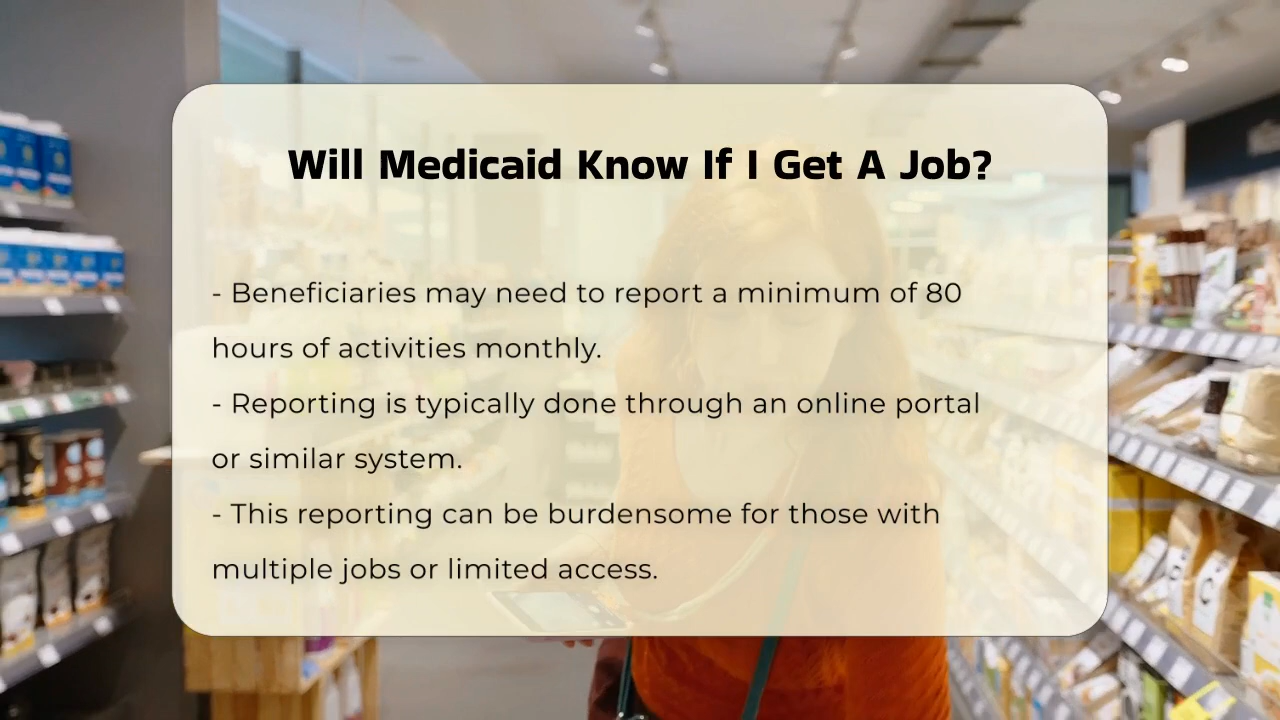 Will Medicaid Know If I Get A Job?
- Beneficiaries may need to report a minimum of 80
hours of activities monthly.
- Reporting is typically done through an online portal
or similar system.
- This reporting can be burdensome for those with
multiple jobs or limited access.